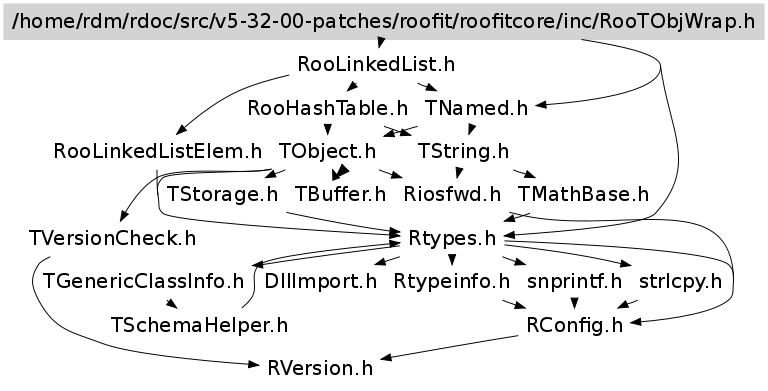 /home/rdm/rdoc/src/v5-32-00-patches/roofit/roofitcore/inc/RooTObjWrap.h
RooLinkedList.h
RooHashTable.h TNamed.h
RooLinkedListElem.h TObject.h TString.h
TStorage.h TBuffer.h Riosfwd.h TMathBase.h
TVersionCheck.h Rtypes.h
TGenericClassInfo.h DllImport.h Rtypeinfo.h snprintf.h strlcpy.h
TSchemaHelper.h RConfig.h
RVersion.h